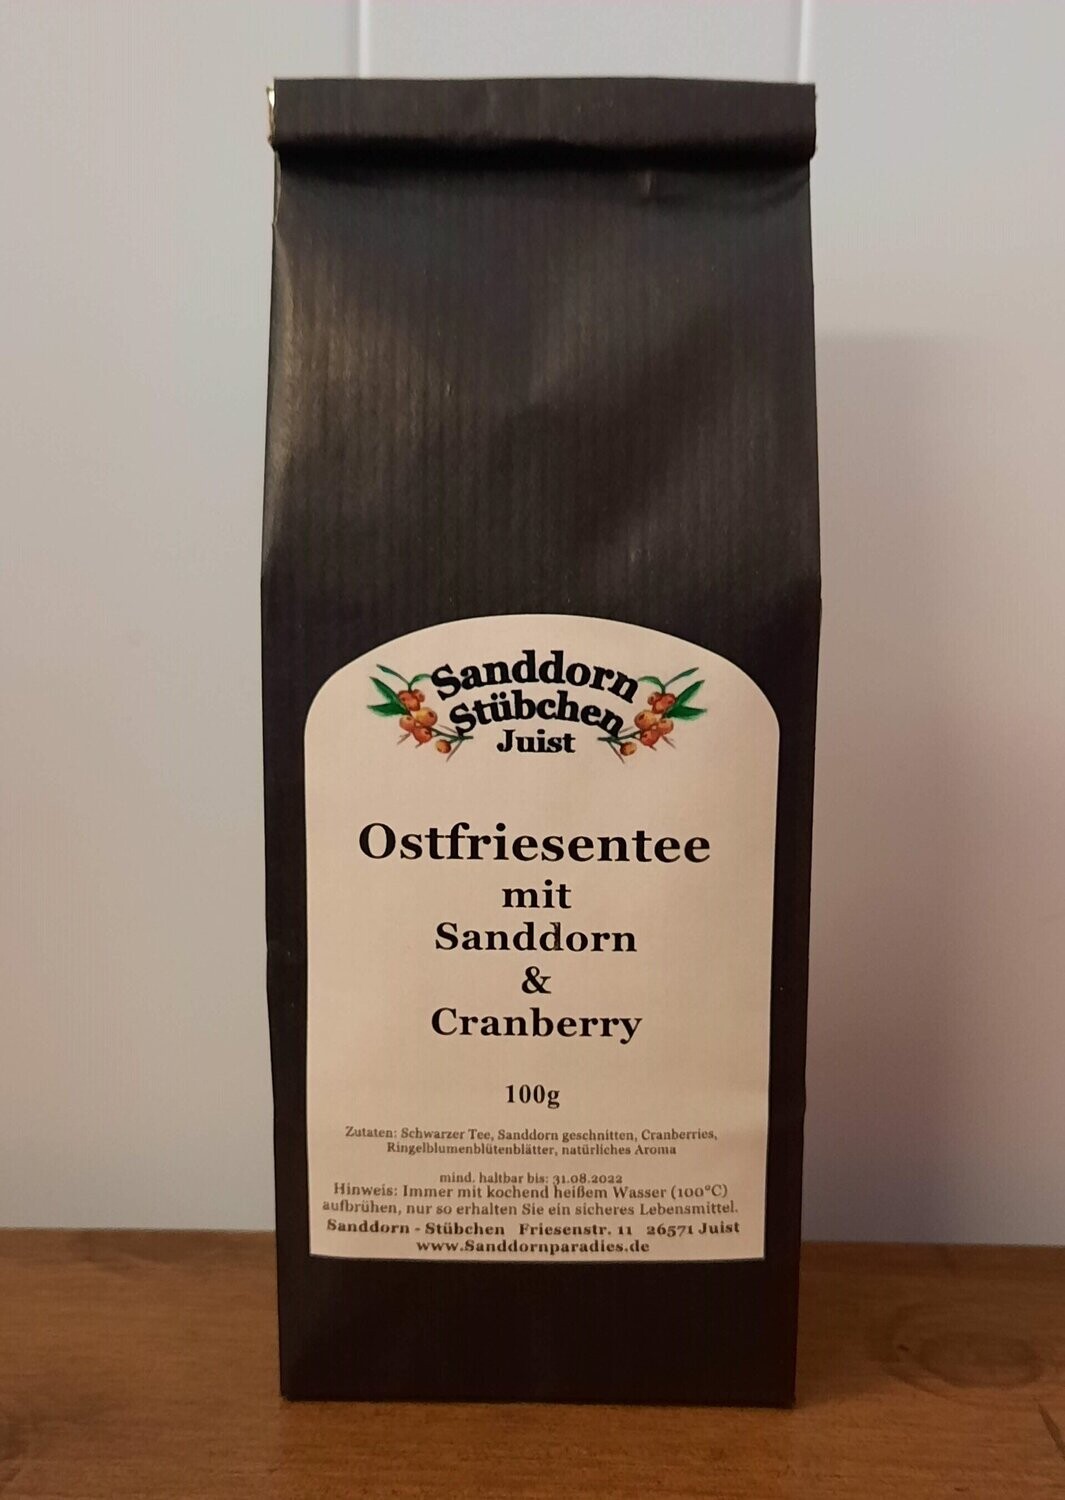 Sanddorn
Stübchen
Juist
Ostfriesentee
mit
Sanddorn
&
Cranberry
100g
Zutaten: Schwarzer Tee, Sanddorn geschnitten, Cranberries,
Ringelblumenblütenblätter, natürliches Aroma
mind. haltbar bis: 31.08.2022
Hinweis: Immer mit kochend heißem Wasser (100°C)
aufbrühen, nur so erhalten Sie ein sicheres Lebensmittel.
Sanddorn - Stübchen Friesenstr. 11 26571 Juist
www.Sanddornparadies.de